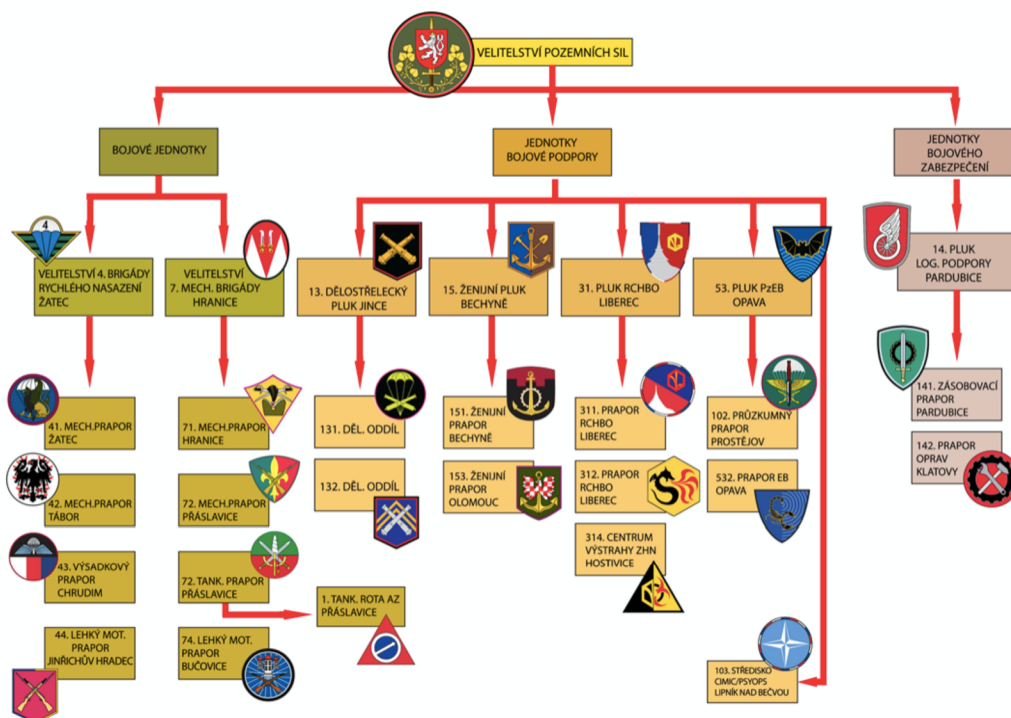 VELITELSTVÍ POZEMNÍCH SIL
BOJOVÉ JEDNOTKY
JEDNOTKY
BOJOVÉ PODPORY
JEDNOTKY
BOJOVÉHO
ZABEZPEČENÍ
4
VELITELSTVÍ 4. BRIGÁDY
RYCHLÉHO NASAZENÍ
ŽATEC
VELITELSTVÍ
7. MECH. BRIGÁDY
HRANICE
13. DĚLOSTŘELECKÝ
PLUK JINCE
15. ŽENIJNÍ PLUK
BECHYNĚ
31. PLUK RCHBO
LIBEREC
53. PLUK PzEB
OPAVA
14. PLUK
LOG. PODPORY
PARDUBICE
41. MECH.PRAPOR
ŽATEC
42. MECH.PRAPOR
TÁBOR
43. VÝSADKOVÝ
PRAPOR
CHRUDIM
44. LEHKÝ MOT.
PRAPOR
JINŘICHŮV HRADEC
71. MECH.PRAPOR
HRANICE
72. MECH.PRAPOR
PŘÁSLAVICE
72. TANK. PRAPOR
PŘÁSLAVICE
74. LEHKÝ MOT.
PRAPOR
BUČOVICE
1. TANK. ROTA AZ
PŘÁSLAVICE
131. DĚL. ODDÍL
132. DĚL. ODDÍL
151. ŽENIJNÍ
PRAPOR
BECHYNĚ
153. ŽENIJNÍ
PRAPOR
OLOMOUC
311. PRAPOR
RCHBO
LIBEREC
312. PRAPOR
RCHBO
LIBEREC
314. CENTRUM
VÝSTRAHY ZHN
HOSTIVICE
102. PRŮZKUMNÝ
PRAPOR
PROSTĚJOV
532. PRAPOR EB
OPAVA
103. STŘEDISKO
CIMIC/PSYOPS
LIPNÍK NAD BEČVOU
141. ZÁSOBOVACÍ
PRAPOR
PARDUBICE
142. PRAPOR
OPRAV
KLATOVY